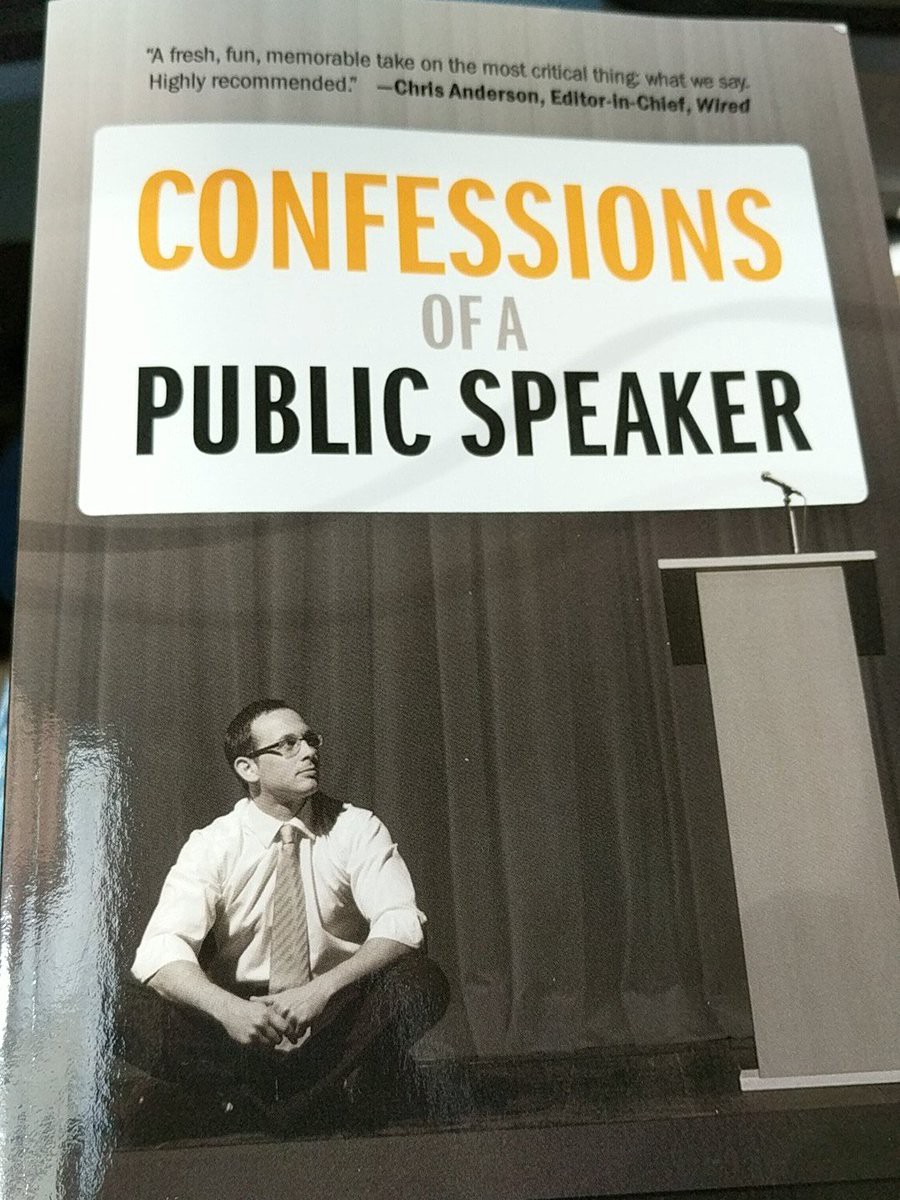 "A fresh, fun, memorable take on the most critical thing: what we say.
Highly recommended." —Chris Anderson, Editor-in-Chief, Wired
CONFESSIONS
OF A
PUBLIC SPEAKER